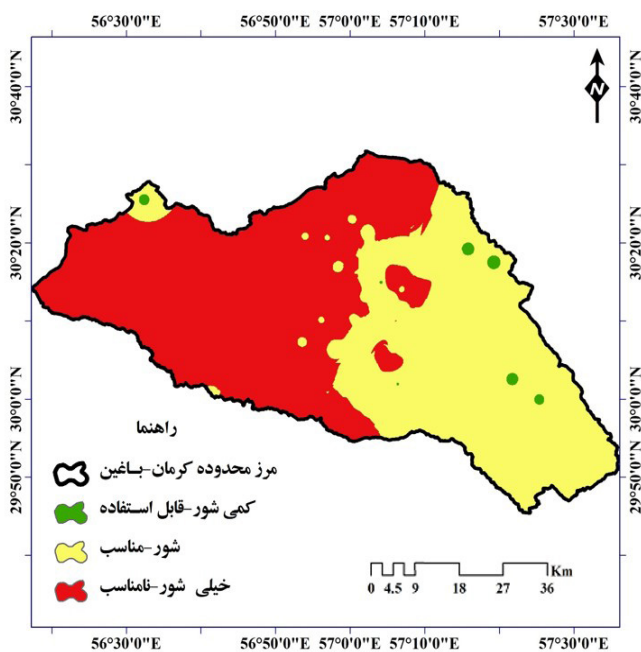 56°30'0"E 56°50'0"E 57°0'0"E 57°10'0"E 57°30'0"E
30°40'0"N 30°40'0"N
N
30°20'0"N 30°20'0"N
30°0'0"N 30°0'0"N
29°50'0"N 29°50'0"N
راهنما
مرز محدوده کرمان-باغین
کمی شور-قابل استفاده
شور-مناسب
خیلی شور-نامناسب
Km
0 4.5 9 18 27 36
56°30'0"E 56°50'0"E 57°0'0"E 57°10'0"E 57°30'0"E